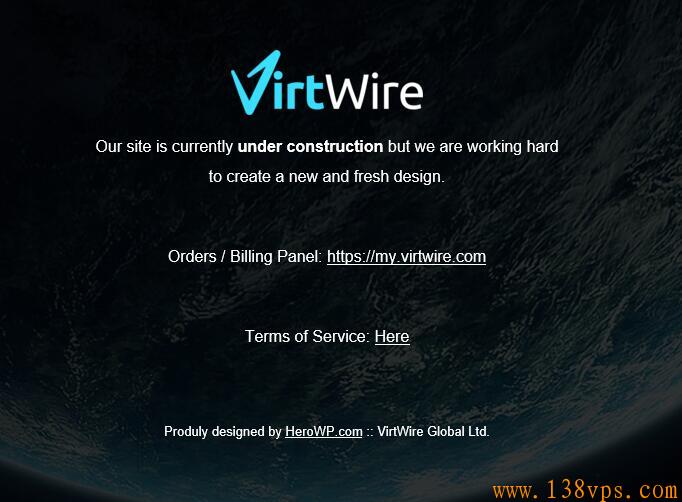 VirtWire
Our site is currently under construction but we are working hard
to create a new and fresh design.
Orders / Billing Panel: https://my.virtwire.com
Terms of Service: Here
Produly designed by HeroWP.com :: VirtWire Global Ltd.
www.138vps.com